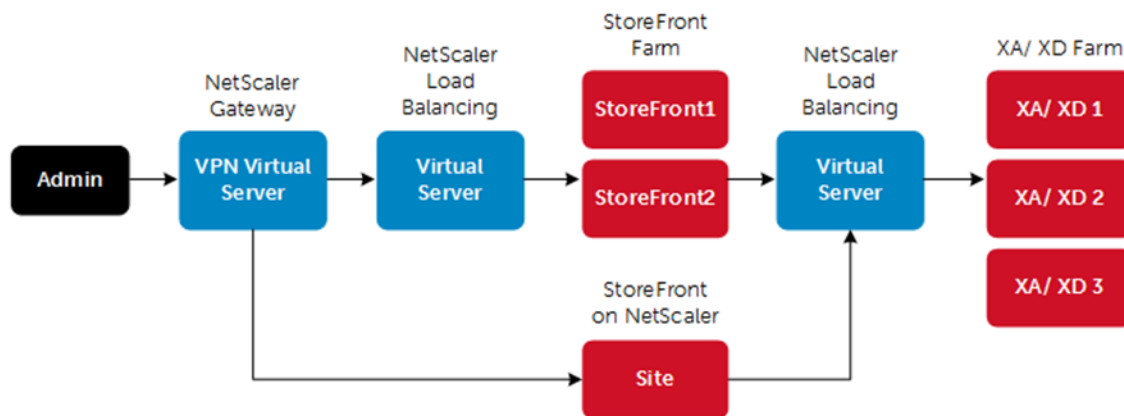 Admin
NetScaler
Gateway
VPN Virtual
Server
NetScaler
Load
Balancing
Virtual
Server
StoreFront
Farm
StoreFront1
StoreFront2
StoreFront
on NetScaler
Site
NetScaler
Load
Balancing
Virtual
Server
XA/ XD Farm
XA/ XD 1
XA/ XD 2
XA/ XD 3